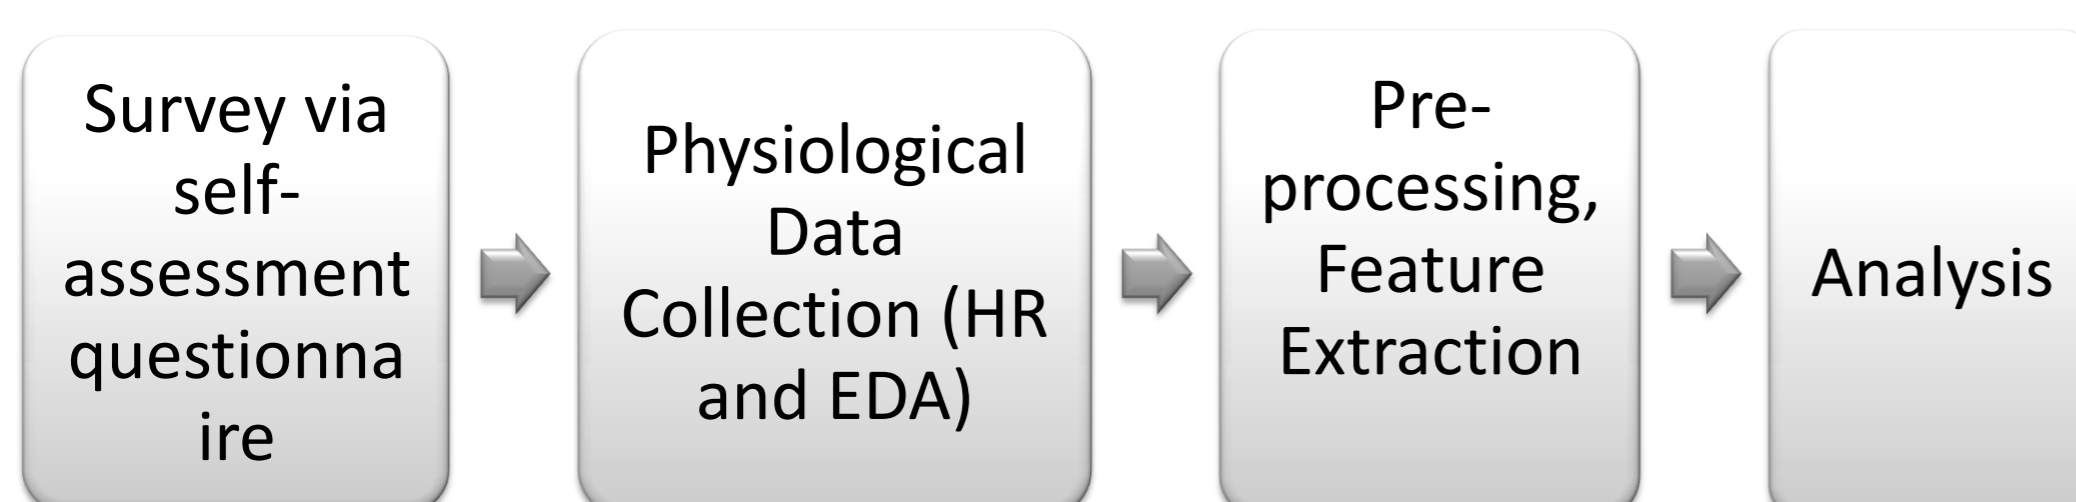 Survey via
self-
assessment
questionna
ire
Physiological
Data
Collection (HR
and EDA)
Pre-
processing,
Feature
Extraction
Analysis